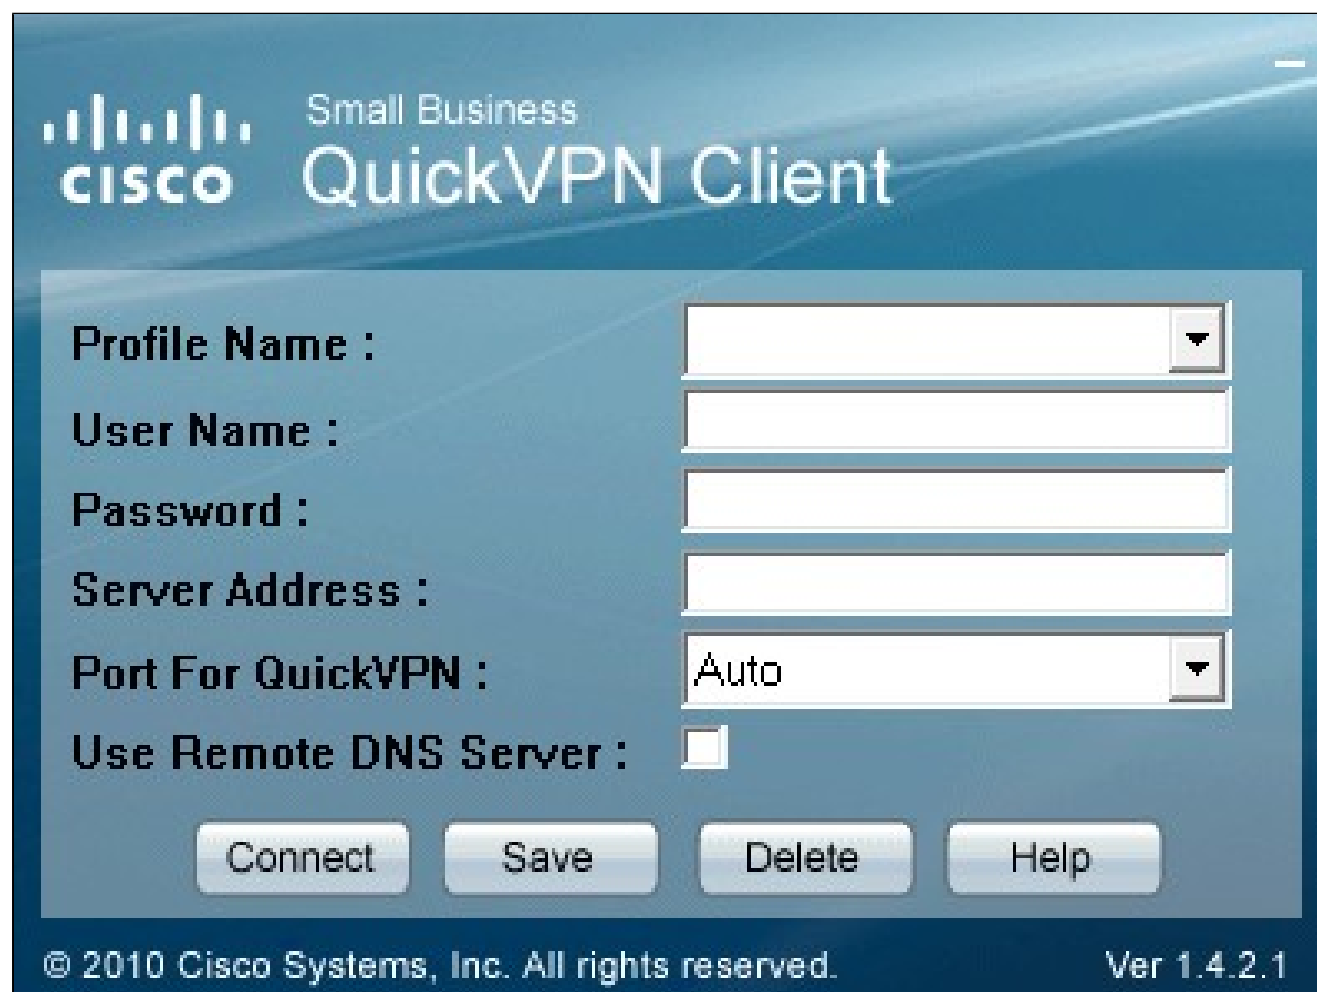 Small Business
CISCO QuickVPN Client
Profile Name :
User Name :
Password :
Server Address :
Port For QuickVPN : Auto
Use Remote DNS Server :
Connect Save Delete Help
© 2010 Cisco Systems, Inc. All rights reserved. Ver 1.4.2.1